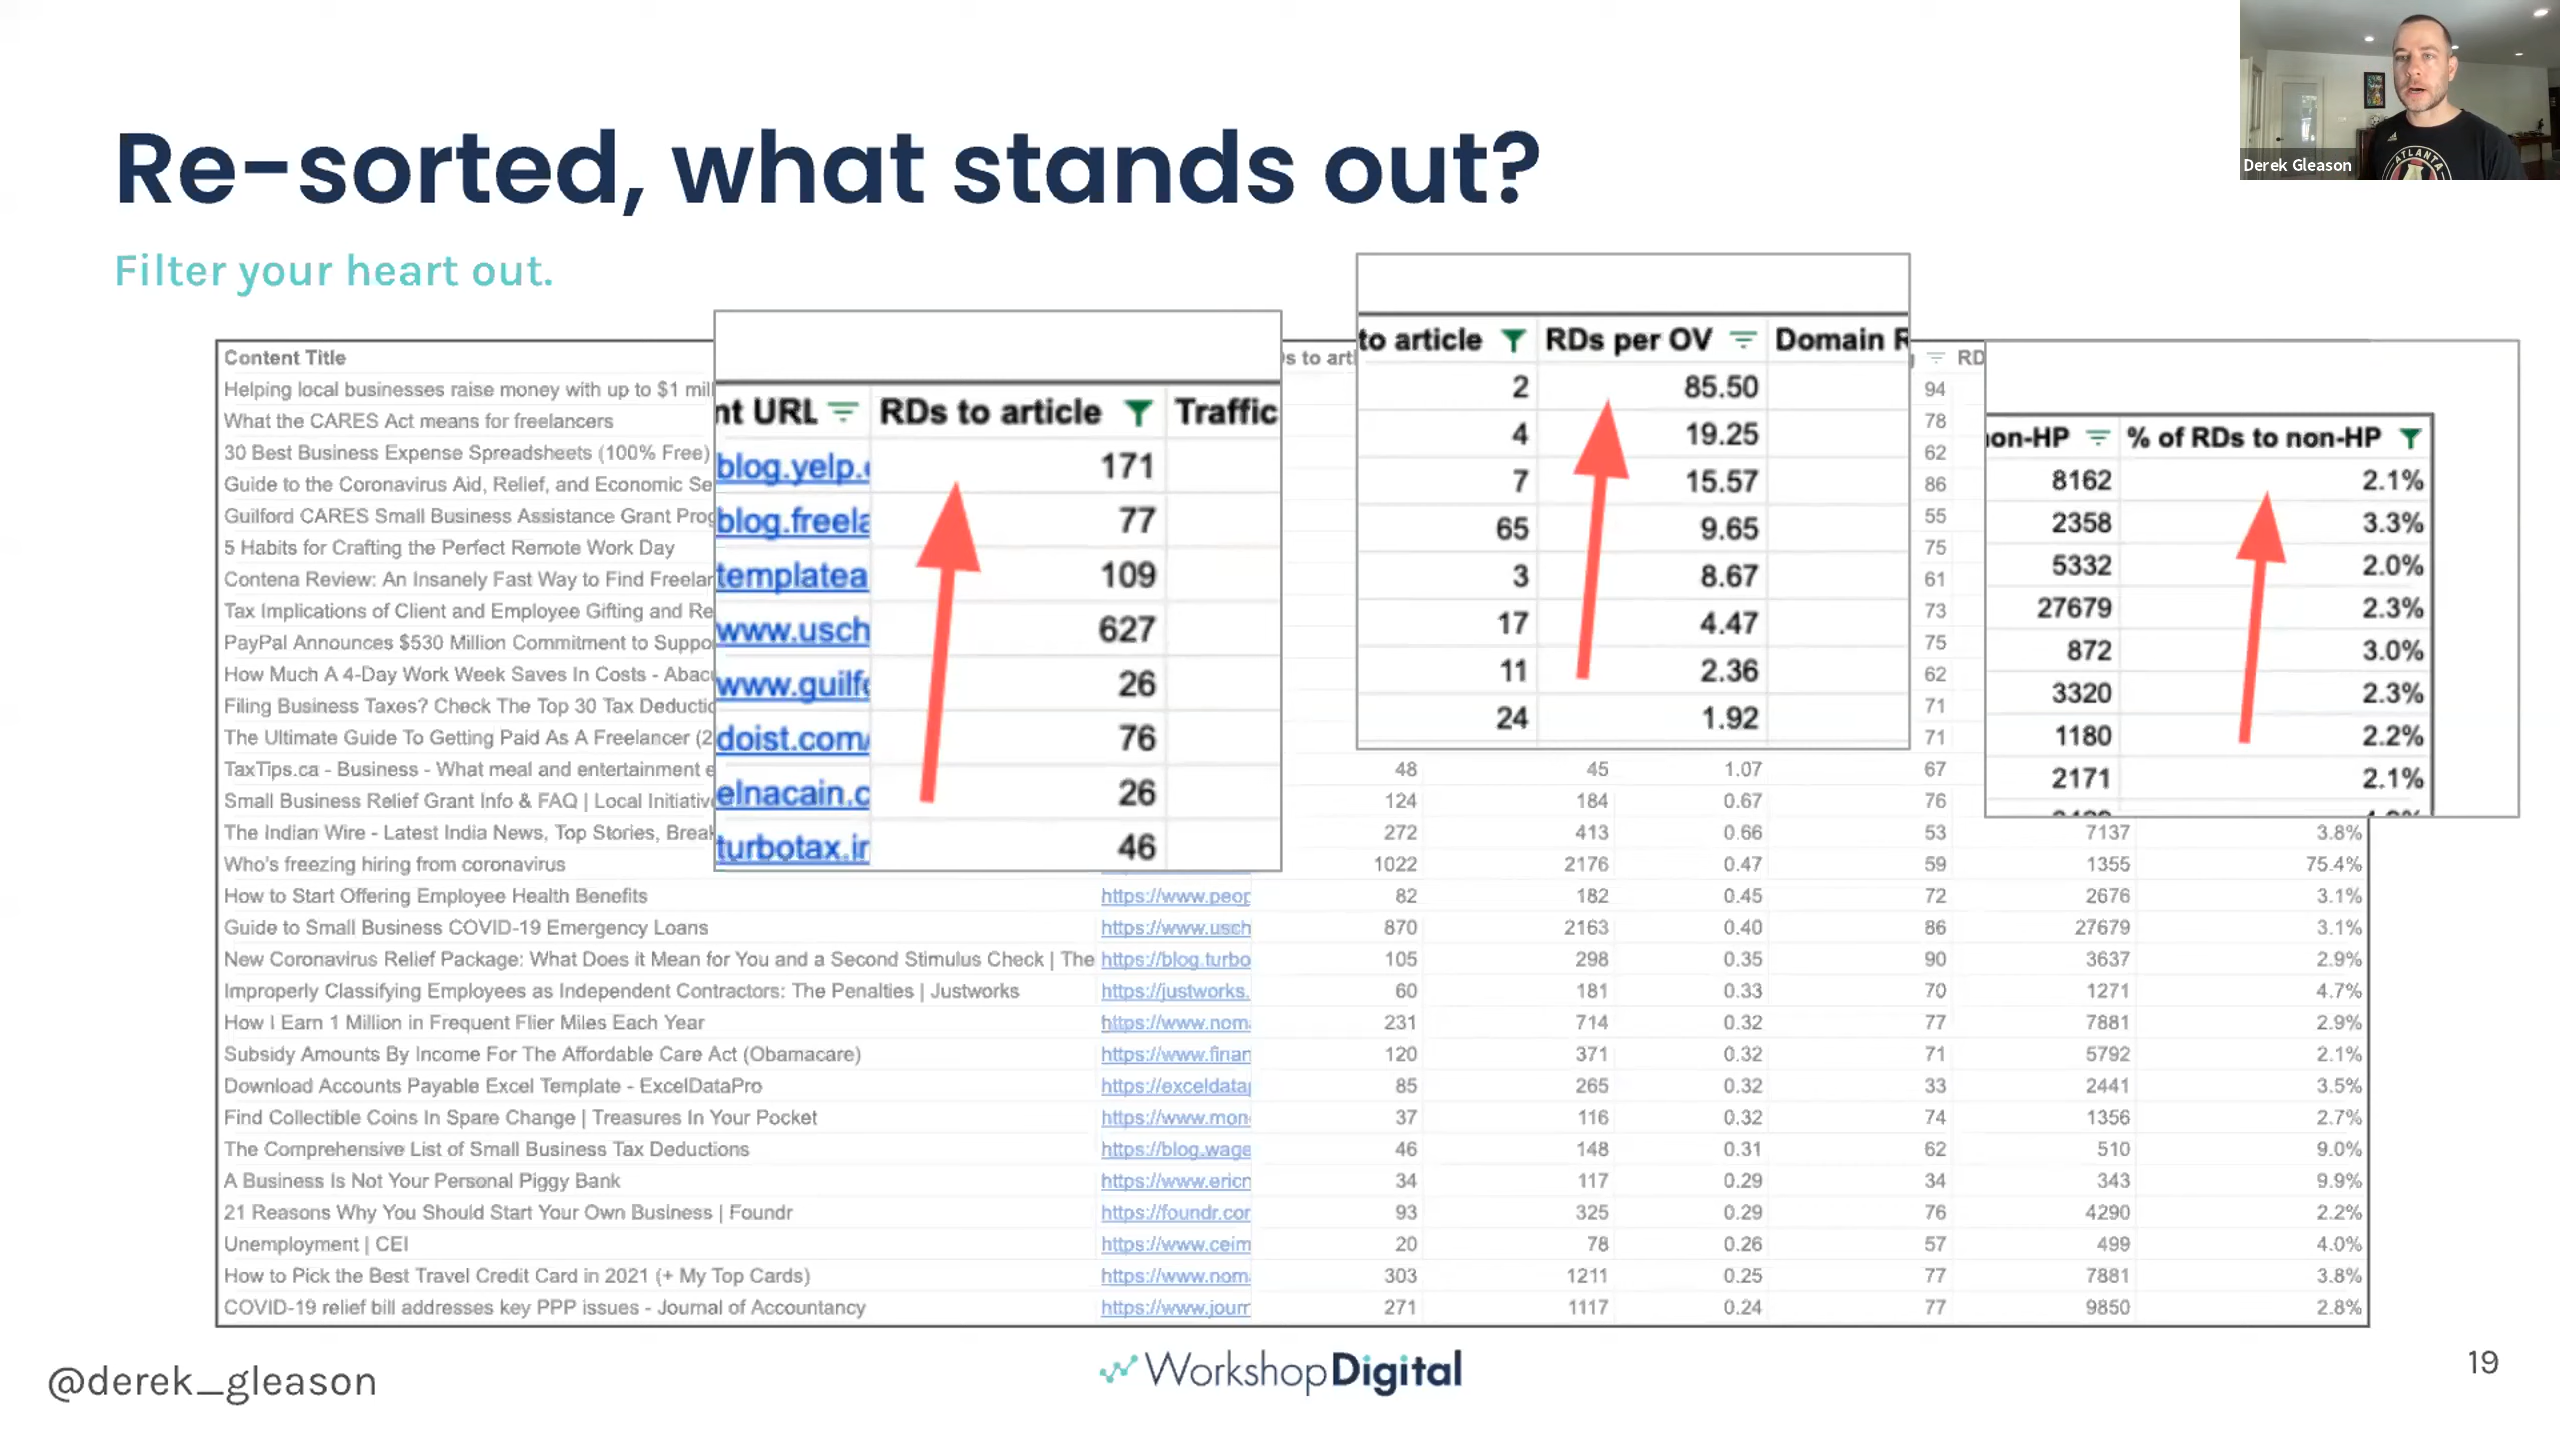 Re-sorted, what stands out?
Filter your heart out.
Derek Gleason
Content Title
Helping local businesses raise money with up to $1 mil
What the CARES Act means for freelancers
30 Best Business Expense Spreadsheets (100% Free)
Guide to the Coronavirus Aid, Relief, and Economic Se
Guilford CARES Small Business Assistance Grant Prog
5 Habits for Crafting the Perfect Remote Work Day
Contena Review: An Insanely Fast Way to Find Freelan
Tax Implications of Client and Employee Gifting and Re
PayPal Announces $530 Million Commitment to Suppo
How Much A 4-Day Work Week Saves In Costs - Abac
Filing Business Taxes? Check The Top 30 Tax Deductio
The Ultimate Guide To Getting Paid As A Freelancer (2
TaxTips.ca - Business - What meal and entertainment e
Small Business Relief Grant Info & FAQ | Local Initiativ
The Indian Wire - Latest India News, Top Stories, Break
nt URL RDs to article Traffic
blog.yelp. 171
blog.freela 77
templatea 109
www.usch 627
www.guilf 26
doist.com/ 76
elnacain.c 26
turbotax.in 46
s to art
to article RDs per OV Domain R
2 85.50
4 19.25
7 15.57
65 9.65
3 8.67
17 4.47
11 2.36
24 1.92
RD
94
78
62
86
55
75
61
73
75
62
71
71
non-HP % of RDs to non-HP
8162 2.1%
2358 3.3%
5332 2.0%
27679 2.3%
872 3.0%
3320 2.3%
1180 2.2%
2171 2.1%
48 45 1.07 67
124 184 0.67 76
272 413 0.66 53 7137 3.8%
Who's freezing hiring from coronavirus 1022 2176 0.47 59 1355 75.4%
How to Start Offering Employee Health Benefits https://www.peop 82 182 0.45 72 2676 3.1%
Guide to Small Business COVID-19 Emergency Loans https://www.usch 870 2163 0.40 86 27679 3.1%
New Coronavirus Relief Package: What Does it Mean for You and a Second Stimulus Check | The https://blog.turbo 105 298 0.35 90 3637 2.9%
Improperly Classifying Employees as Independent Contractors: The Penalties | Justworks https://justworks. 60 181 0.33 70 1271 4.7%
How I Earn 1 Million in Frequent Flier Miles Each Year https://www.nom 231 714 0.32 77 7881 2.9%
Subsidy Amounts By Income For The Affordable Care Act (Obamacare) https://www.finan 120 371 0.32 71 5792 2.1%
Download Accounts Payable Excel Template - ExcelDataPro https://exceldata 85 265 0.32 33 2441 3.5%
Find Collectible Coins In Spare Change | Treasures In Your Pocket https://www.mon 37 116 0.32 74 1356 2.7%
The Comprehensive List of Small Business Tax Deductions https://blog.wage 46 148 0.31 62 510 9.0%
A Business Is Not Your Personal Piggy Bank https://www.ericr 34 117 0.29 34 343 9.9%
21 Reasons Why You Should Start Your Own Business | Foundr https://foundr.cor 93 325 0.29 76 4290 2.2%
Unemployment | CEI https://www.ceim 20 78 0.26 57 499 4.0%
How to Pick the Best Travel Credit Card in 2021 (+ My Top Cards) https://www.nom 303 1211 0.25 77 7881 3.8%
COVID-19 relief bill addresses key PPP issues - Journal of Accountancy https://www.journ 271 1117 0.24 77 9850 2.8%
@derek_gleason
WorkshopDigital
19
ATLANTA